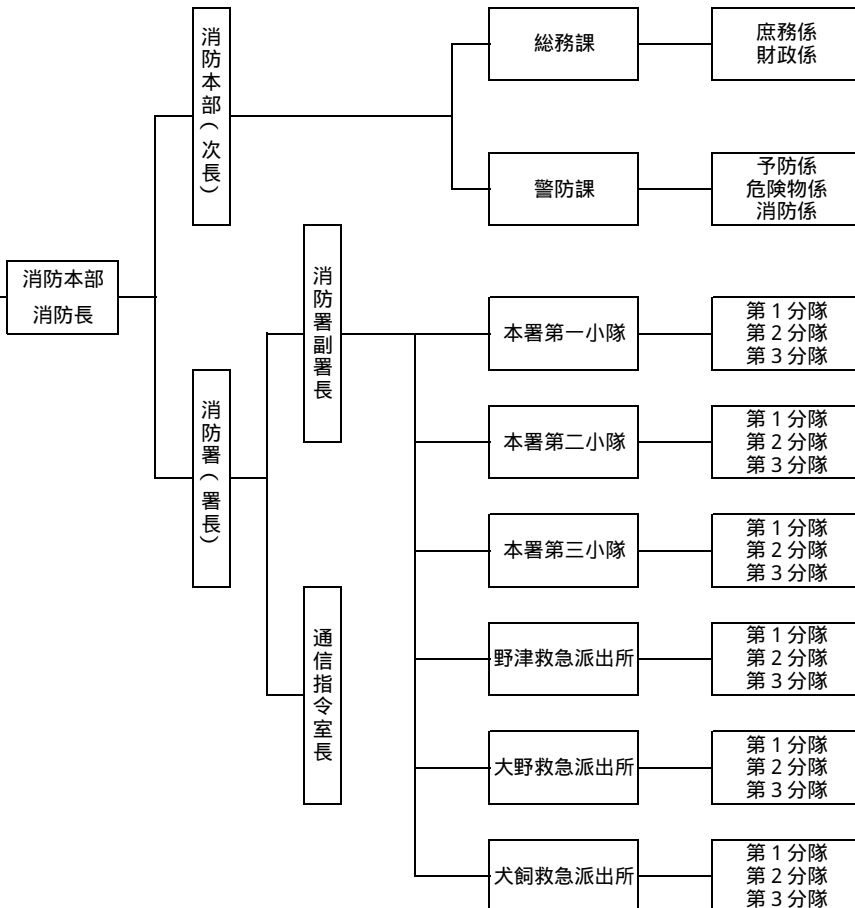 消防本部
消防長
消防本部（次長）
消防署（署長）
消防署副署長
通信指令室長
総務課
庶務係
財政係
警防課
予防係
危険物係
消防係
本署第一小隊
第1分隊
第2分隊
第3分隊
本署第二小隊
第1分隊
第2分隊
第3分隊
本署第三小隊
第1分隊
第2分隊
第3分隊
野津救急派出所
第1分隊
第2分隊
第3分隊
大野救急派出所
第1分隊
第2分隊
第3分隊
犬飼救急派出所
第1分隊
第2分隊
第3分隊